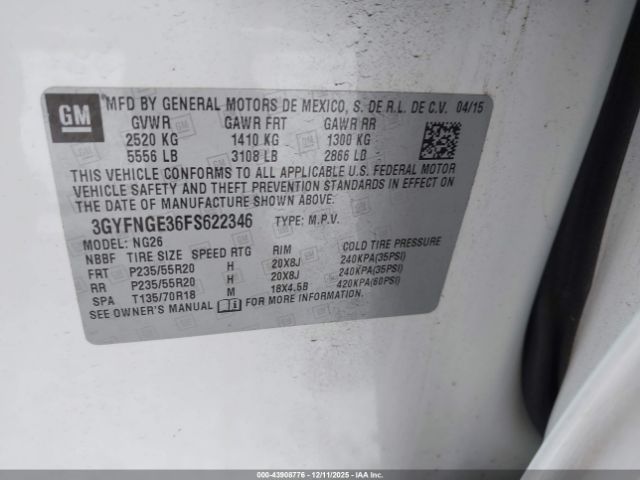 GM
MFD BY GENERAL MOTORS DE MEXICO, S. DE R.L. DE C.V. 04/15
GVWR GAWR FRT GAWR RR
2520 KG 1410 KG 1300 KG
5556 LB 3108 LB 2866 LB
THIS VEHICLE CONFORMS TO ALL APPLICABLE U.S. FEDERAL MOTOR
VEHICLE SAFETY AND THEFT PREVENTION STANDARDS IN EFFECT ON
THE DATE OF MANUFACTURE SHOWN ABOVE.
3GYFNGE36FS622346 TYPE: M.P.V.
MODEL: NG26
NBBF TIRE SIZE SPEED RTG RIM COLD TIRE PRESSURE
FRT P235/55R20 H 20X8J 240KPA(35PSI)
RR P235/55R20 H 20X8J 240KPA(35PSI)
SPA T135/70R18 M 18X4.5B 420KPA(60PSI)
SEE OWNER'S MANUAL FOR ADDITIONAL INFORMATION.
000-43908776 - 12/11/2025 - IAAI.COM